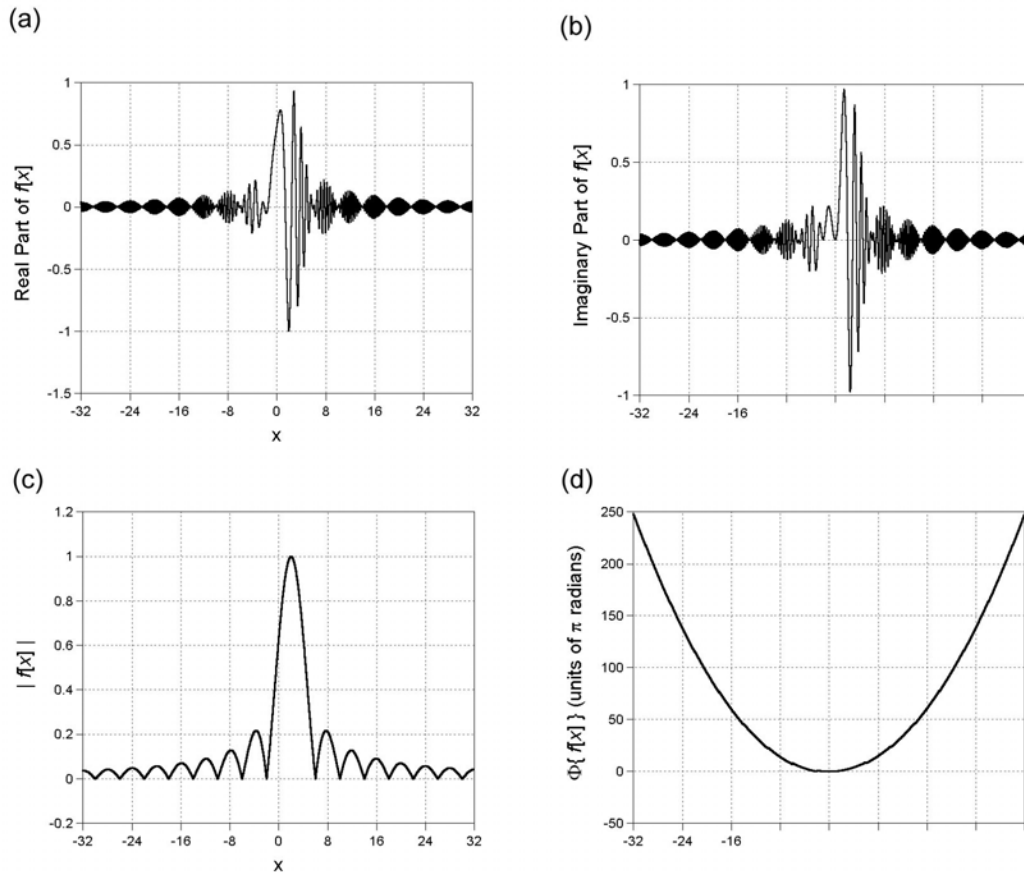 (a)
1
0.5
0
-0.5
-1
-1.5
Real Part of f[x]
-32 -24 -16 -8 0 8 16 24 32
x
(b)
1
0.5
0
-0.5
-1
Imaginary Part of f[x]
-32 -24 -16
(c)
1.2
1
0.8
0.6
0.4
0.2
0
-0.2
| f[x] |
-32 -24 -16 -8 0 8 16 24 32
x
(d)
250
200
150
100
50
0
-50
Φ{ f[x] } (units of π radians)
-32 -24 -16